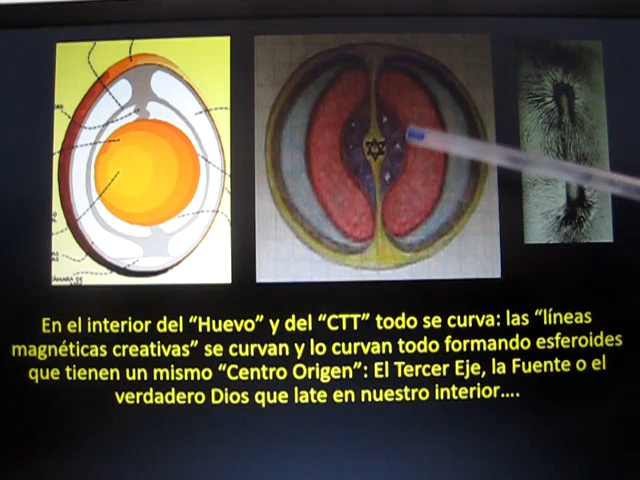 CÁMARA DE
En el interior del “Huevo” y del “CTT” todo se curva: las “líneas
magnéticas creativas” se curvan y lo curvan todo formando esferoides
que tienen un mismo “Centro Origen”: El Tercer Eje, la Fuente o el
verdadero Dios que late en nuestro interior....